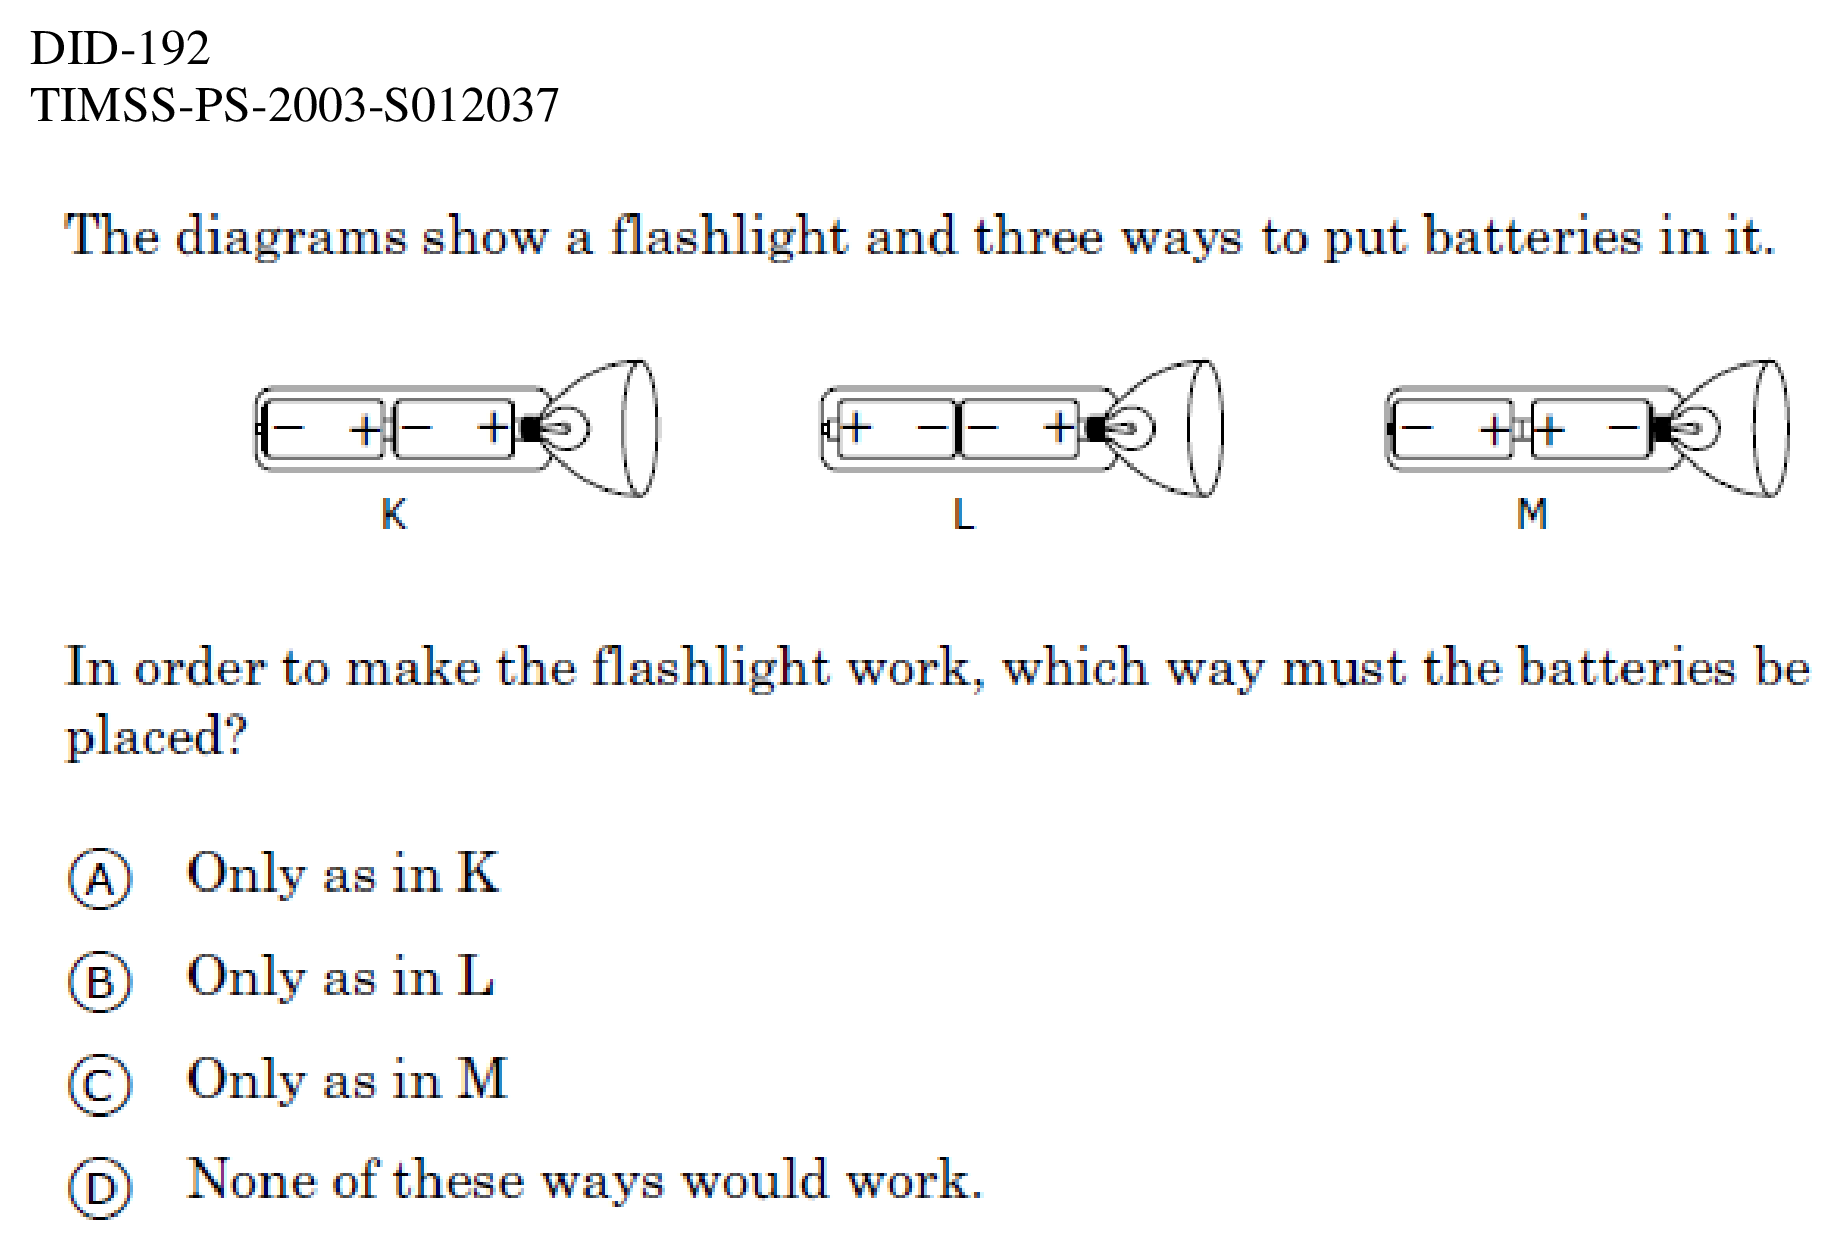 DID-192
TIMSS-PS-2003-S012037
The diagrams show a flashlight and three ways to put batteries in it.
− + − +
+ − − +
− + + −
K L M
In order to make the flashlight work, which way must the batteries be
placed?
A Only as in K
B Only as in L
C Only as in M
D None of these ways would work.